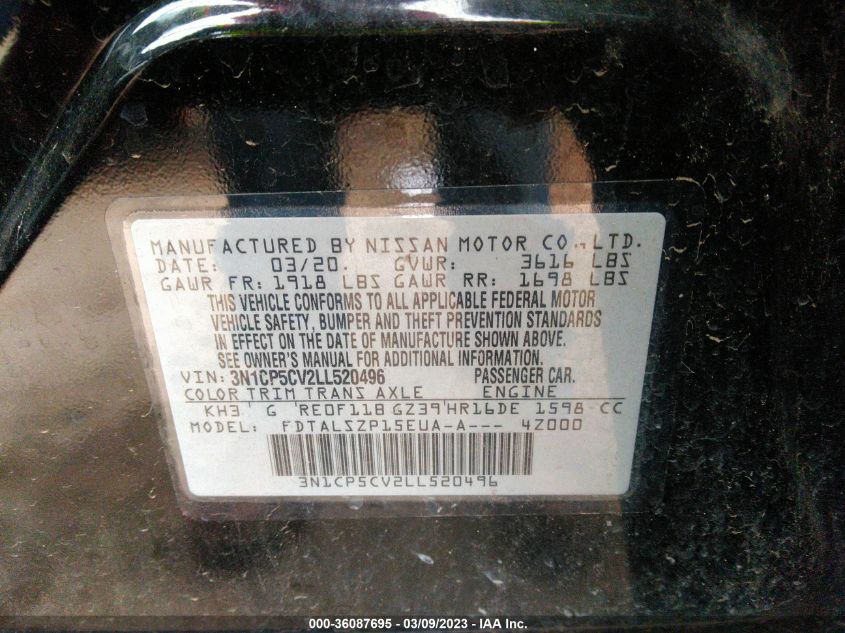 MANUFACTURED BY NISSAN MOTOR CO., LTD.
DATE: 03/20. GVWR: 3616 LBS
GAWR FR: 1918 LBS GAWR RR: 1698 LBS
THIS VEHICLE CONFORMS TO ALL APPLICABLE FEDERAL MOTOR
VEHICLE SAFETY, BUMPER AND THEFT PREVENTION STANDARDS
IN EFFECT ON THE DATE OF MANUFACTURE SHOWN ABOVE.
SEE OWNER'S MANUAL FOR ADDITIONAL INFORMATION.
VIN: 3N1CP5CV2LL520496 PASSENGER CAR.
COLOR TRIM TRANS AXLE ENGINE
KH3 G RE0F11B GZ39 HR16DE 1598-CC
MODEL: FDTALSZP15EUA-A--- 4Z000
3N1CP5CV2LL520496
000-36087695 - 03/09/2023 - IAA Inc.